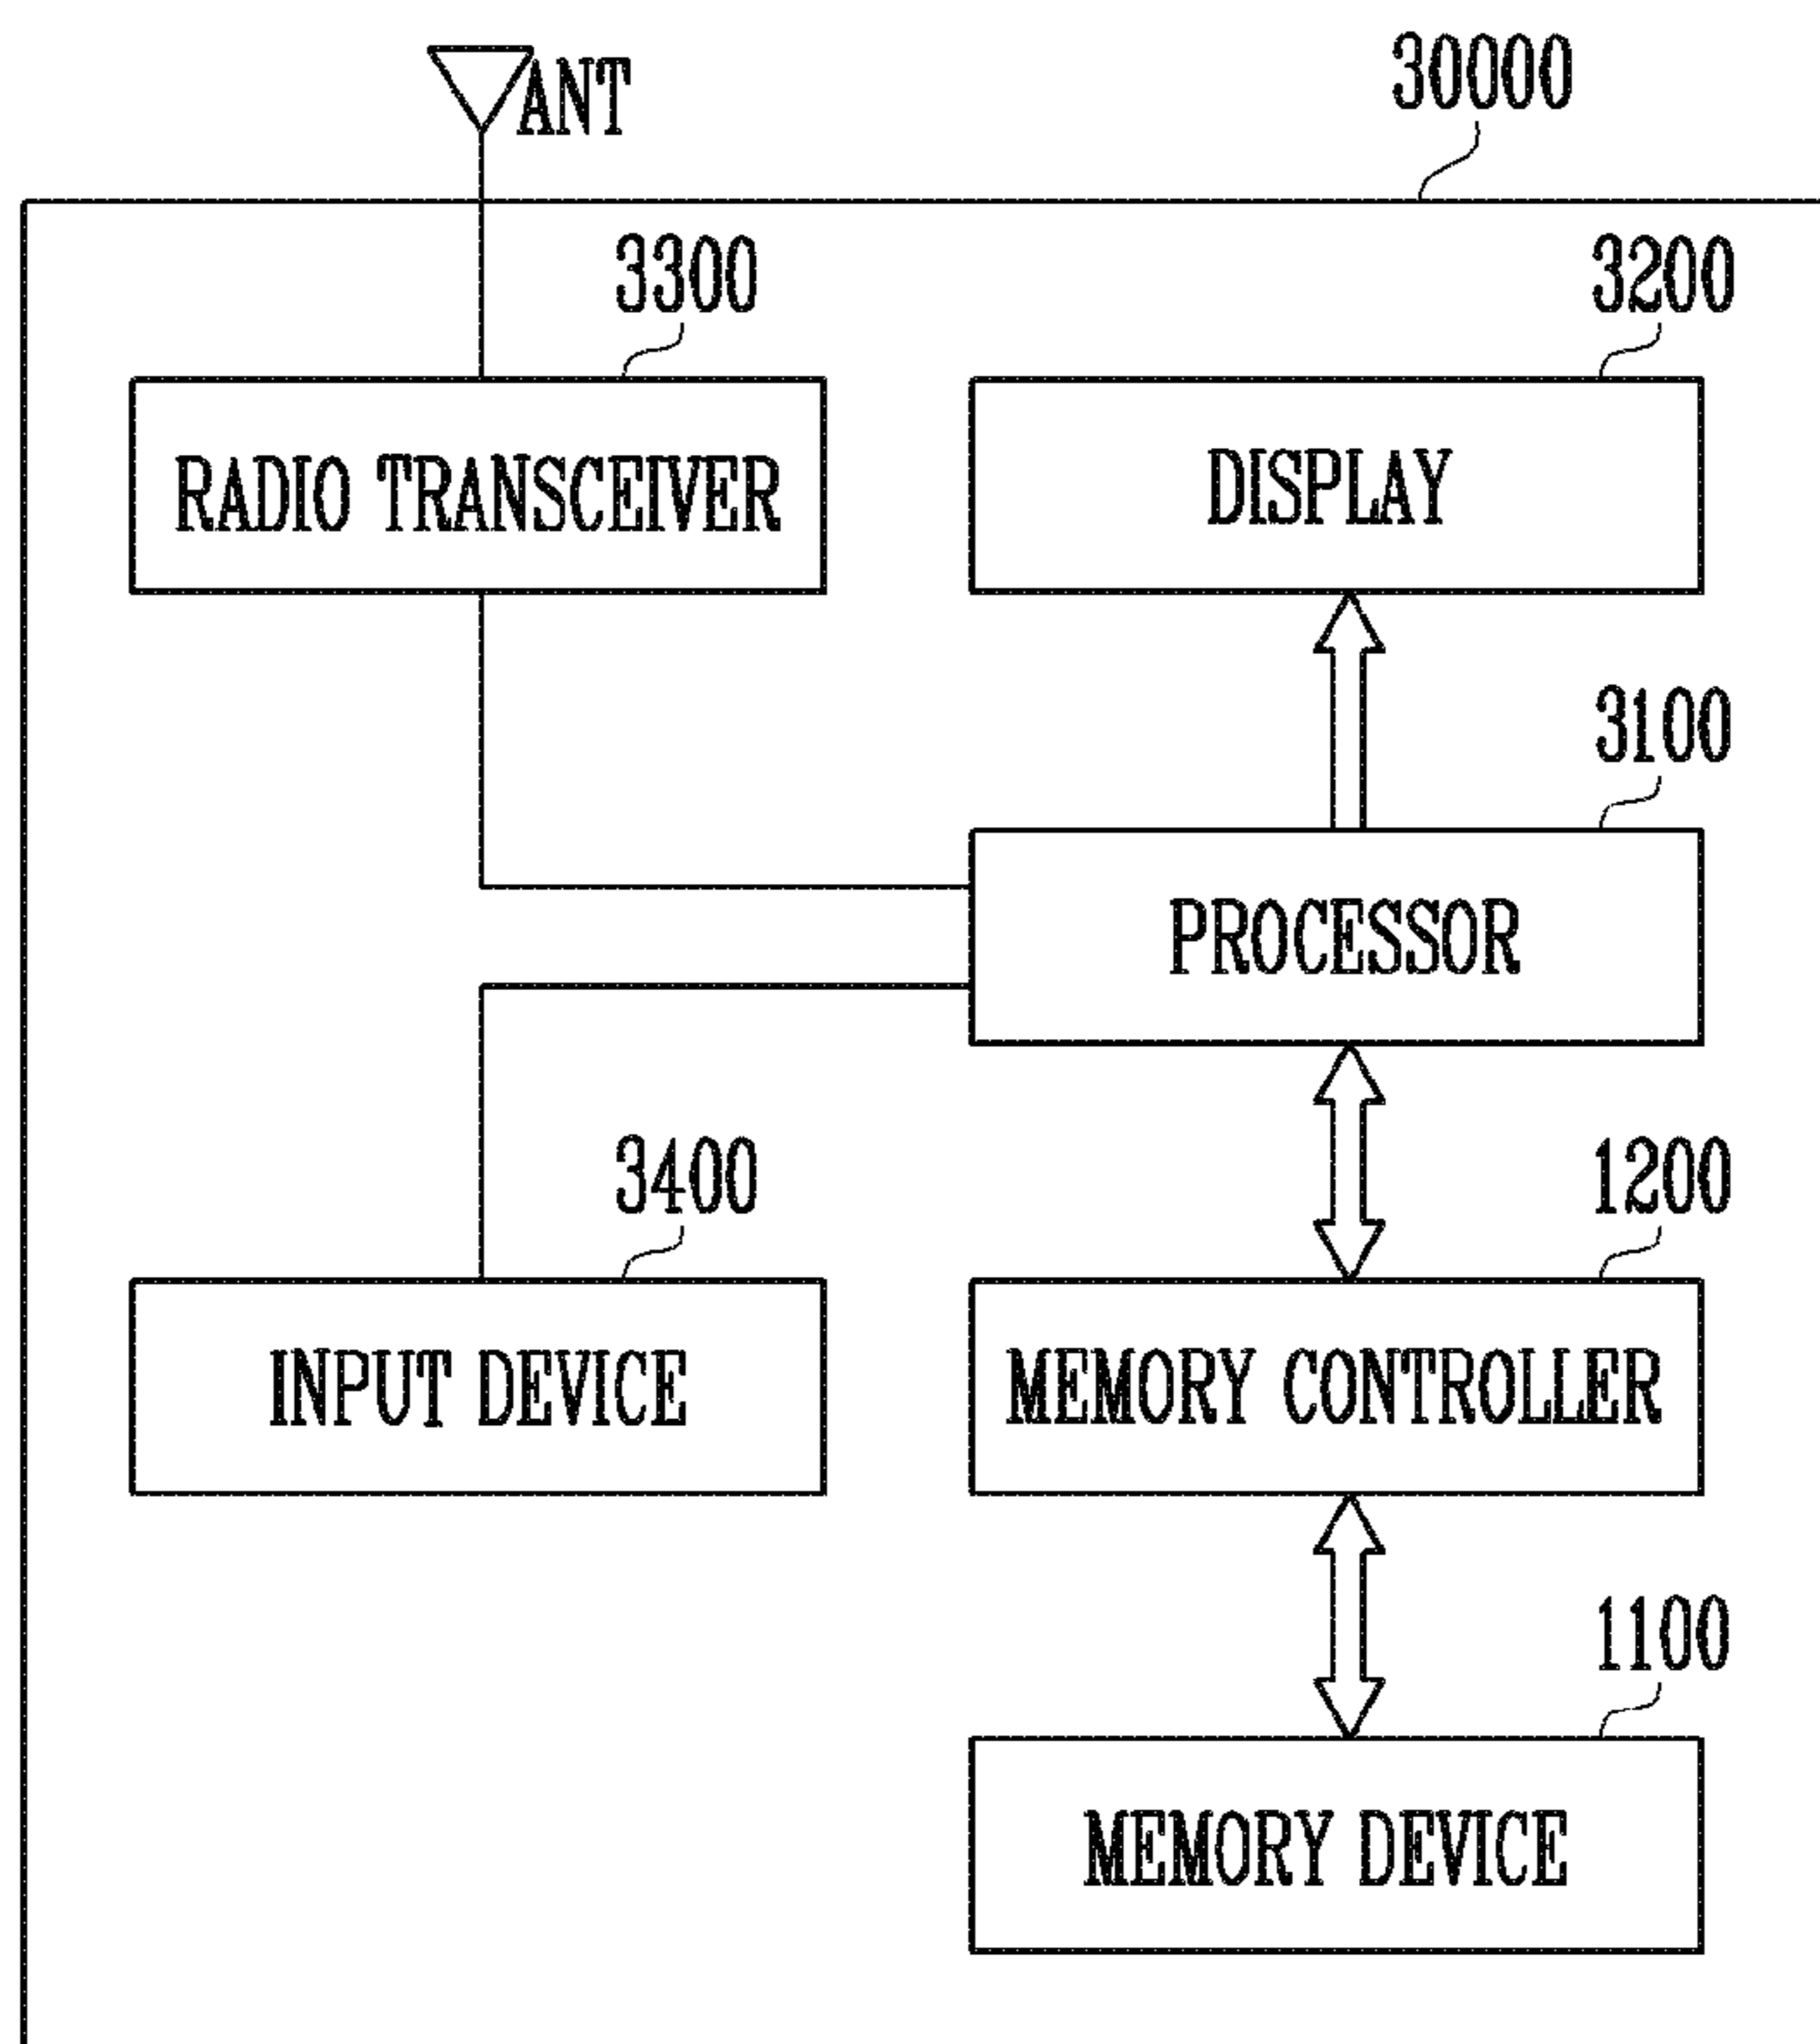 ANT
30000
3300
3200
RADIO TRANSCEIVER
DISPLAY
3100
PROCESSOR
3400
1200
INPUT DEVICE
MEMORY CONTROLLER
1100
MEMORY DEVICE